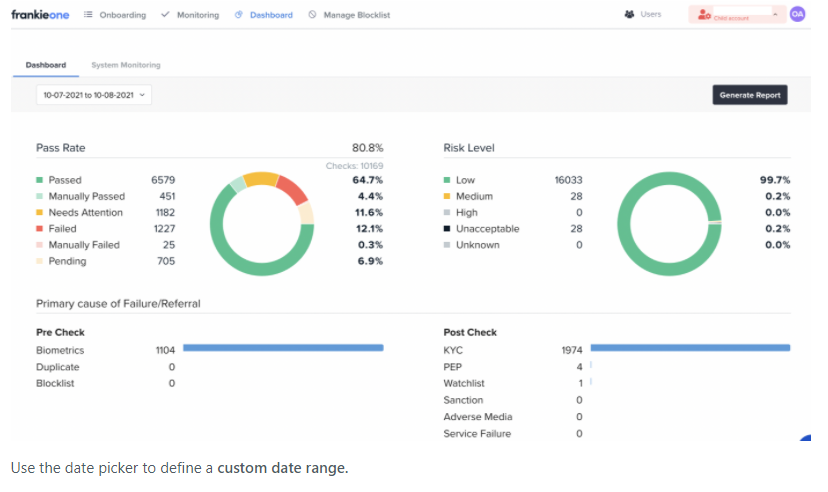 frankieone Onboarding Monitoring Dashboard Manage Blocklist Users Child account OA
Dashboard System Monitoring
10-07-2021 to 10-08-2021 Generate Report
Pass Rate 80.8%
Checks: 10169
Passed 6579 64.7%
Manually Passed 451 4.4%
Needs Attention 1182 11.6%
Failed 1227 12.1%
Manually Failed 25 0.3%
Pending 705 6.9%
Risk Level
Low 16033 99.7%
Medium 28 0.2%
High 0 0.0%
Unacceptable 28 0.2%
Unknown 0 0.0%
Primary cause of Failure/Referral
Pre Check
Biometrics 1104
Duplicate 0
Blocklist 0
Post Check
KYC 1974
PEP 4
Watchlist 1
Sanction 0
Adverse Media 0
Service Failure 0
Use the date picker to define a custom date range.